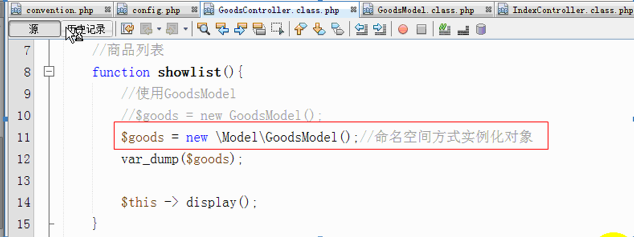 convention.php config.php GoodsController.class.php GoodsModel.class.php IndexController.class.php
源 历史记录
7 //商品列表
8 function showlist(){
9 //使用GoodsModel
10 //$goods = new GoodsModel();
11 $goods = new \Model\GoodsModel();//命名空间方式实例化对象
12 var_dump($goods);
13
14 $this -> display();
15 }